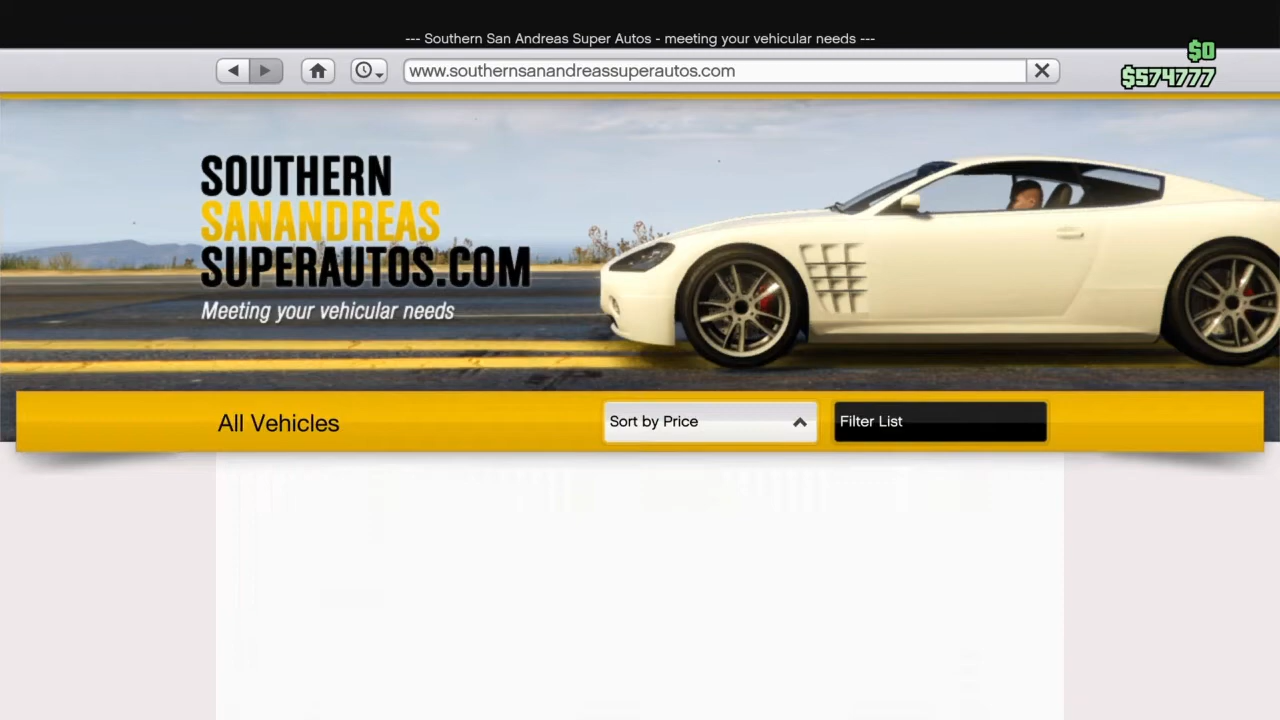 --- Southern San Andreas Super Autos - meeting your vehicular needs ---
$0
www.southernsanandreassuperautos.com
$574777
SOUTHERN
SANANDREAS
SUPERAUTOS.COM
Meeting your vehicular needs
All Vehicles
Sort by Price
Filter List